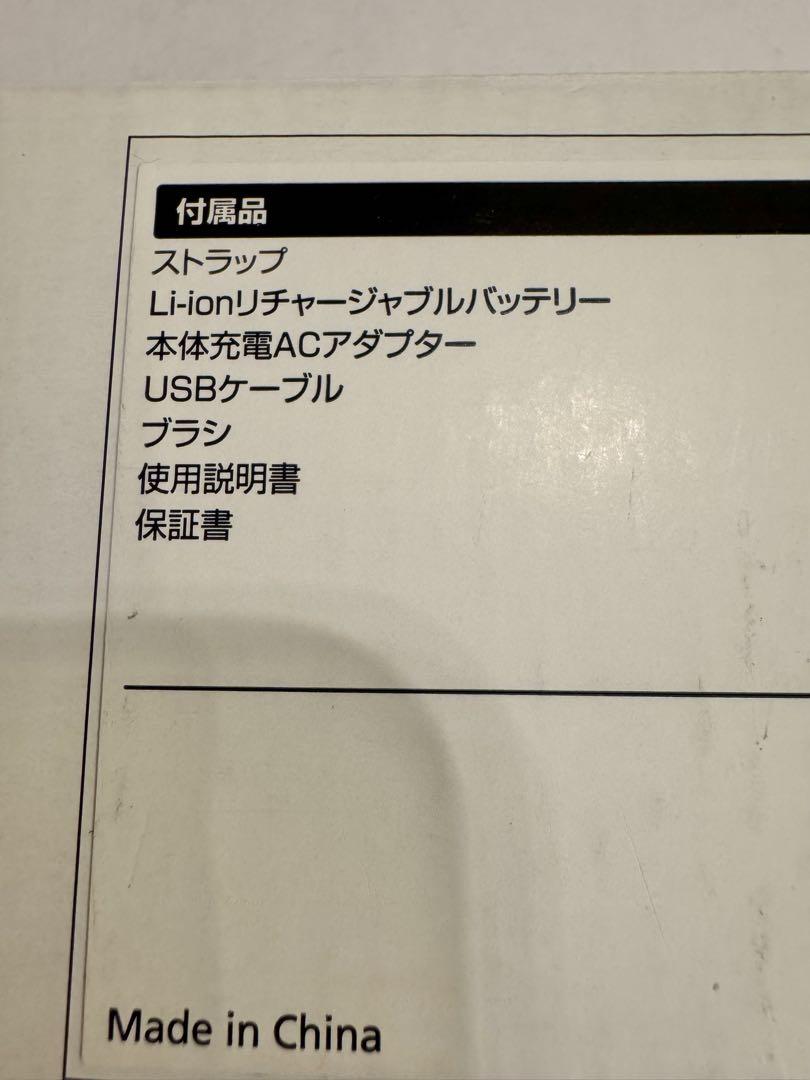 付属品
ストラップ
Li-ionリチャージャブルバッテリー
本体充電ACアダプター
USBケーブル
ブラシ
使用説明書
保証書
Made in China